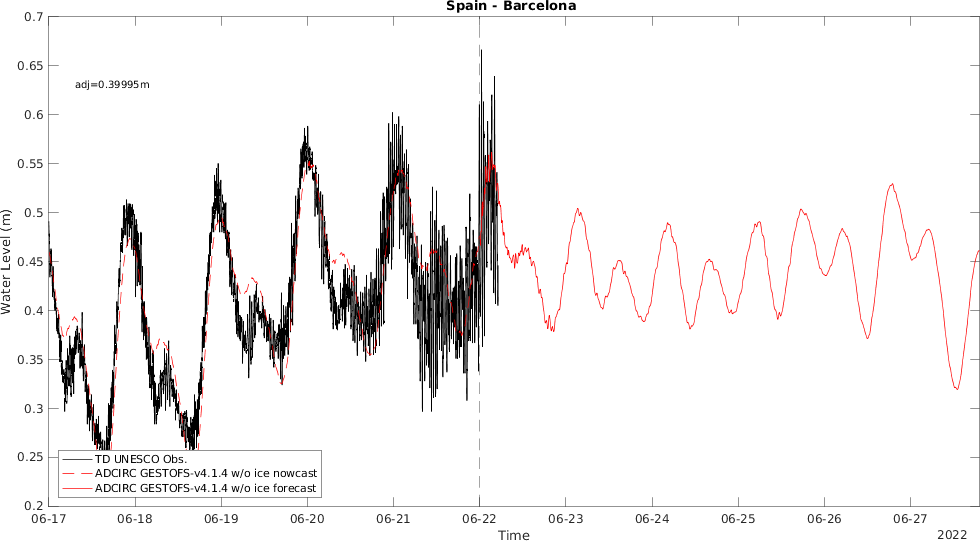 Spain - Barcelona
0.7
0.65
adj=0.39995m
0.6
0.55
0.5
0.45
0.4
0.35
0.3
0.25
0.2
Water Level (m)
TD UNESCO Obs.
ADCIRC GESTOFS-v4.1.4 w/o ice nowcast
ADCIRC GESTOFS-v4.1.4 w/o ice forecast
06-17 06-18 06-19 06-20 06-21 06-22 06-23 06-24 06-25 06-26 06-27
Time
2022